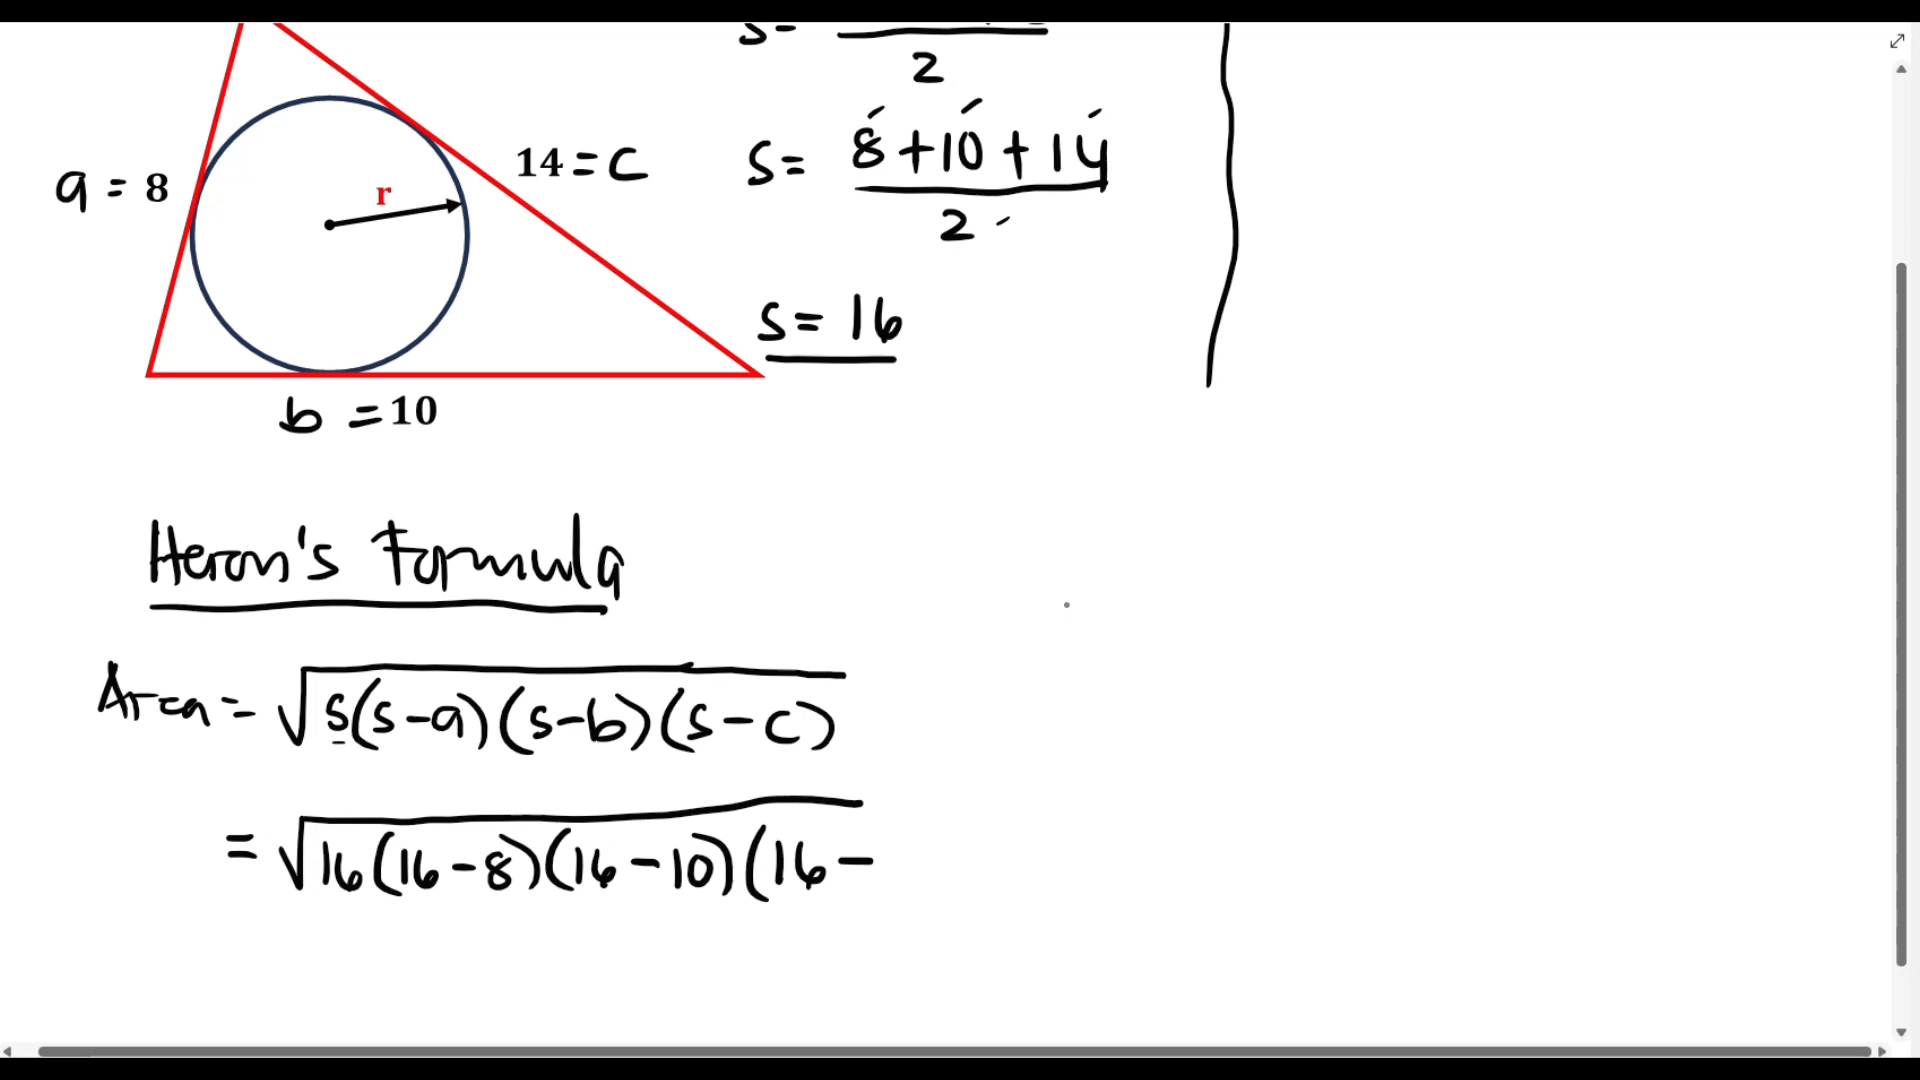 s=
2
a = 8
r
14 = c
s = 8 + 10 + 14
2
s = 16
b = 10
Heron's Formula
Area = √s(s-a)(s-b)(s-c)
= √16(16-8)(16-10)(16-